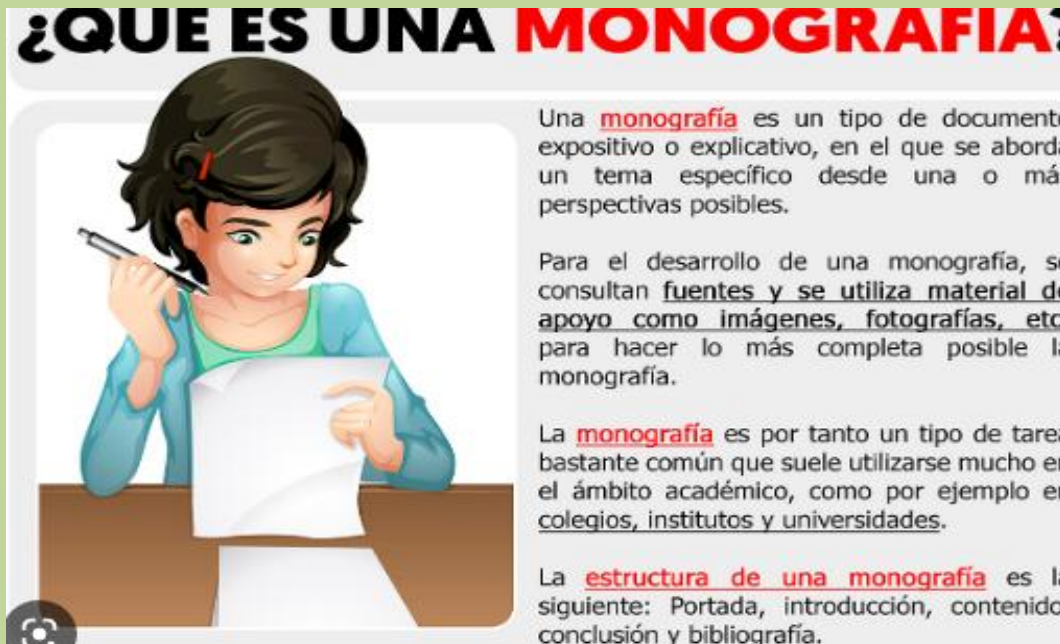 ¿QUÉ ES UNA MONOGRAFÍA?
Una monografía es un tipo de documento
expositivo o explicativo, en el que se aborda
un tema específico desde una o más
perspectivas posibles.
Para el desarrollo de una monografía, se
consultan fuentes y se utiliza material de
apoyo como imágenes, fotografías, etc
para hacer lo más completa posible la
monografía.
La monografía es por tanto un tipo de tarea
bastante común que suele utilizarse mucho en
el ámbito académico, como por ejemplo en
colegios, institutos y universidades.
La estructura de una monografía es la
siguiente: Portada, introducción, contenido
conclusión y bibliografía.